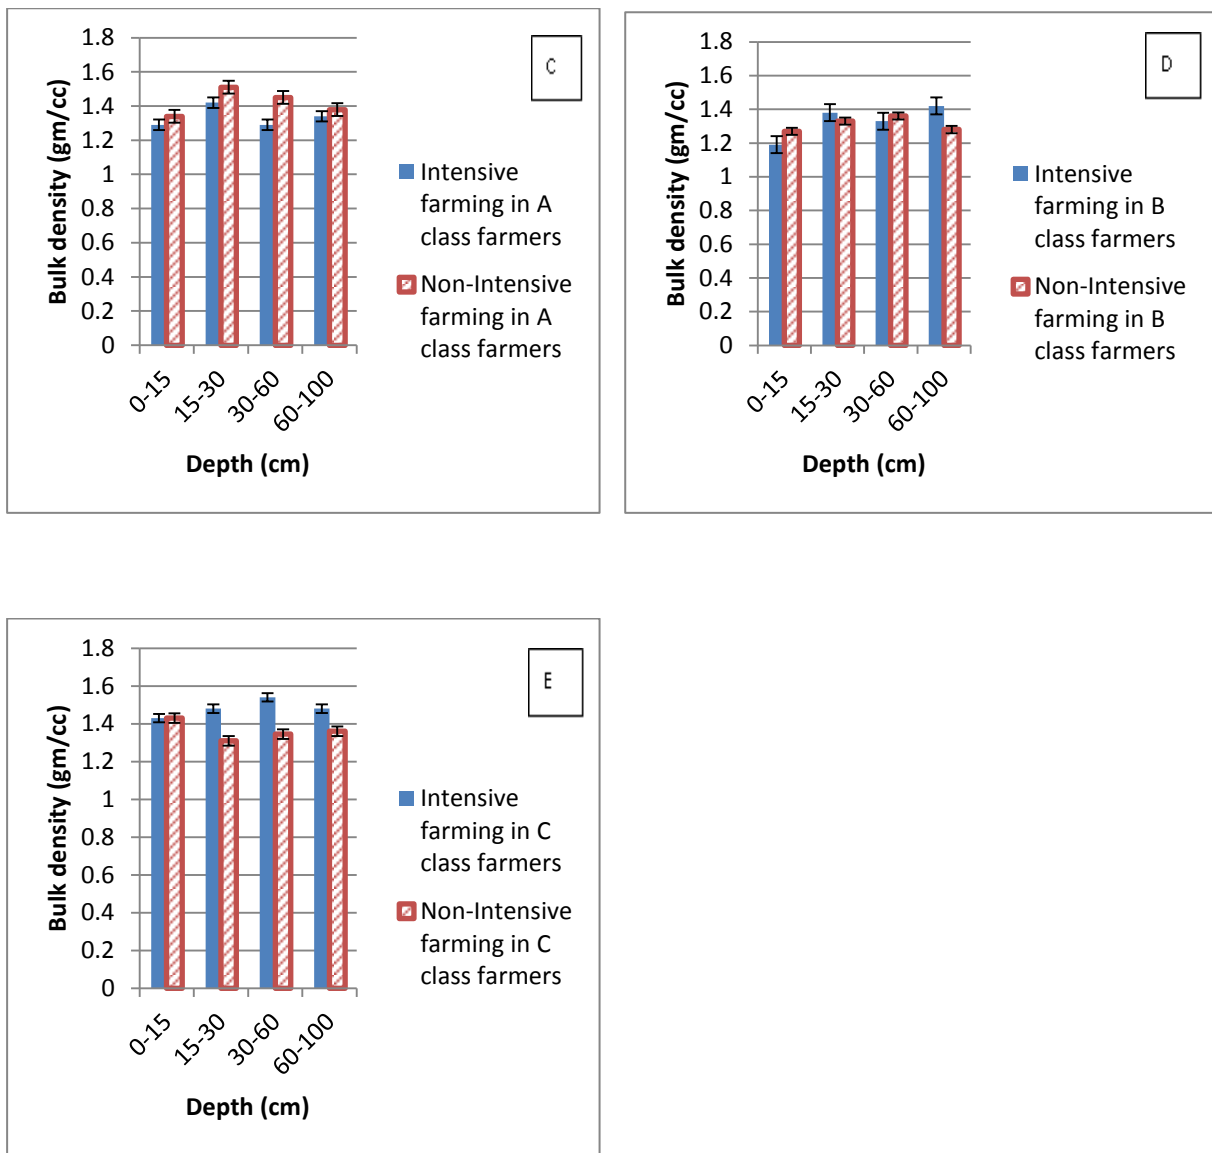 1.8
1.6
1.4
1.2
1
0.8
0.6
0.4
0.2
0
Bulk density (gm/cc)
0-15
15-30
30-60
60-100
Depth (cm)
C
Intensive
farming in A
class farmers
Non-Intensive
farming in A
class farmers
1.8
1.6
1.4
1.2
1
0.8
0.6
0.4
0.2
0
Bulk density (gm/cc)
0-15
15-30
30-60
60-100
Depth (cm)
D
Intensive
farming in B
class farmers
Non-Intensive
farming in B
class farmers
1.8
1.6
1.4
1.2
1
0.8
0.6
0.4
0.2
0
Bulk density (gm/cc)
0-15
15-30
30-60
60-100
Depth (cm)
E
Intensive
farming in C
class farmers
Non-Intensive
farming in C
class farmers